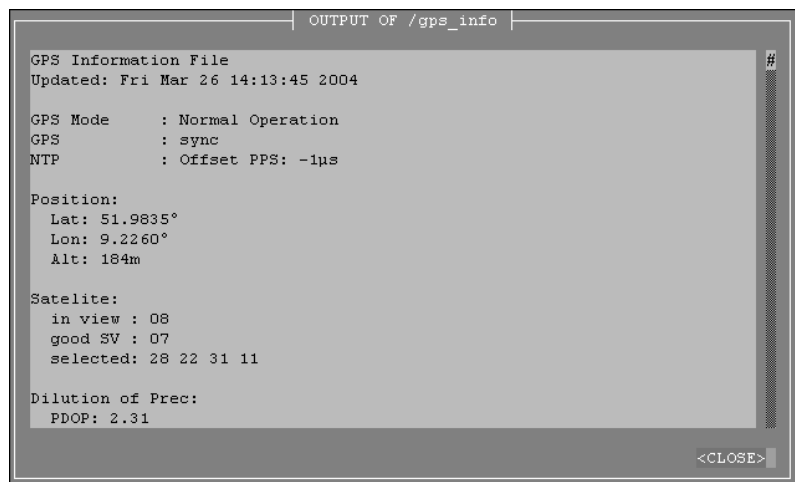 OUTPUT OF /gps_info
GPS Information File
#
Updated: Fri Mar 26 14:13:45 2004
GPS Mode : Normal Operation
GPS : sync
NTP : Offset PPS: -1µs
Position:
Lat: 51.9835°
Lon: 9.2260°
Alt: 184m
Satelite:
in view : 08
good SV : 07
selected: 28 22 31 11
Dilution of Prec:
PDOP: 2.31
<CLOSE>